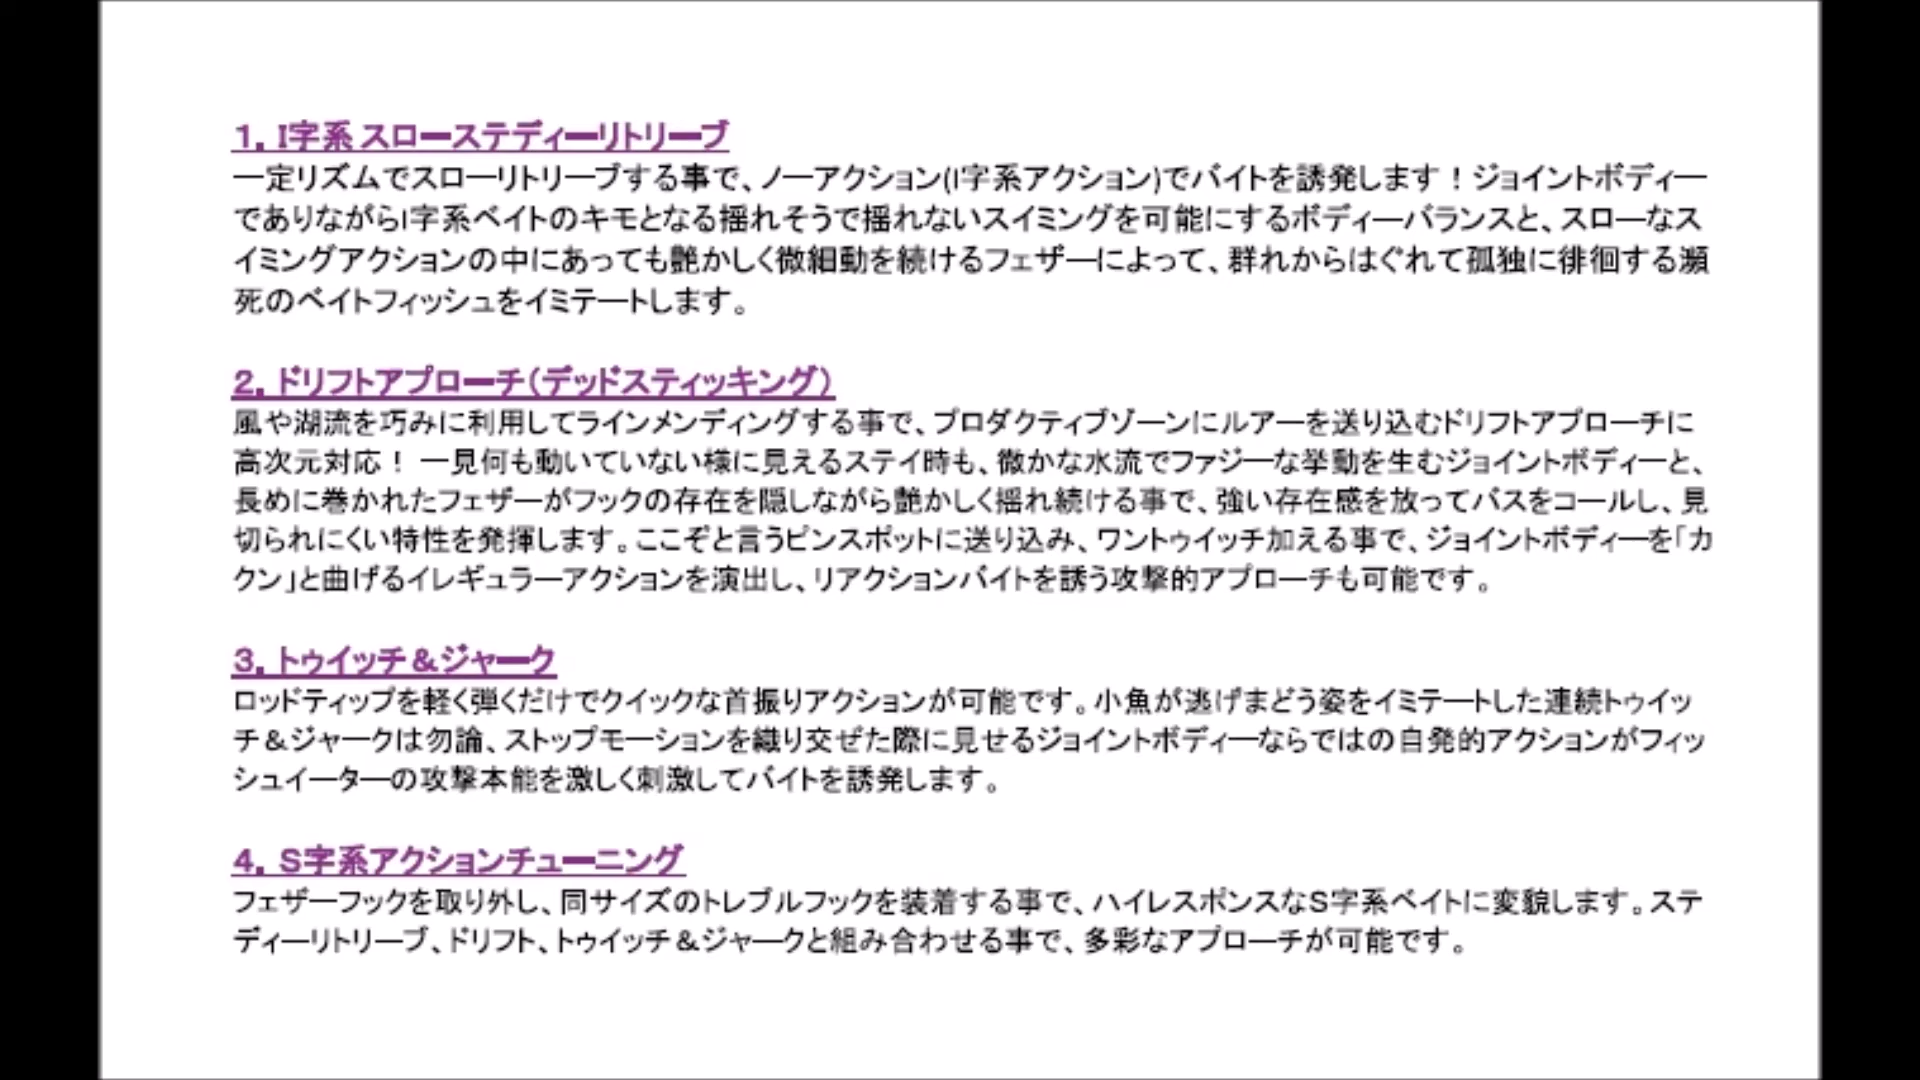 1．I字系 スローステディーリトリーブ
一定リズムでスローリトリーブする事で、ノーアクション(I字系アクション)でバイトを誘発します！ジョイントボディー
でありながらI字系ベイトのキモとなる揺れそうで揺れないスイミングを可能にするボディーバランスと、スローなス
イミングアクションの中にあっても艶かしく微細動を続けるフェザーによって、群れからはぐれて孤独に徘徊する瀕
死のベイトフィッシュをイミテートします。
2．ドリフトアプローチ（デッドスティッキング）
風や湖流を巧みに利用してラインメンディングする事で、プロダクティブゾーンにルアーを送り込むドリフトアプローチに
高次元対応！ 一見何も動いていない様に見えるステイ時も、微かな水流でファジーな挙動を生むジョイントボディーと、
長めに巻かれたフェザーがフックの存在を隠しながら艶かしく揺れ続ける事で、強い存在感を放ってバスをコールし、見
切られにくい特性を発揮します。ここぞと言うピンスポットに送り込み、ワントゥイッチ加える事で、ジョイントボディーを「カ
クン」と曲げるイレギュラーアクションを演出し、リアクションバイトを誘う攻撃的アプローチも可能です。
3．トゥイッチ＆ジャーク
ロッドティップを軽く弾くだけでクイックな首振りアクションが可能です。小魚が逃げまどう姿をイミテートした連続トゥイッ
チ＆ジャークは勿論、ストップモーションを織り交ぜた際に見せるジョイントボディーならではの自発的アクションがフィッ
シュイーターの攻撃本能を激しく刺激してバイトを誘発します。
4．S字系アクションチューニング
フェザーフックを取り外し、同サイズのトレブルフックを装着する事で、ハイレスポンスなS字系ベイトに変貌します。ステ
ディーリトリーブ、ドリフト、トゥイッチ＆ジャークと組み合わせる事で、多彩なアプローチが可能です。